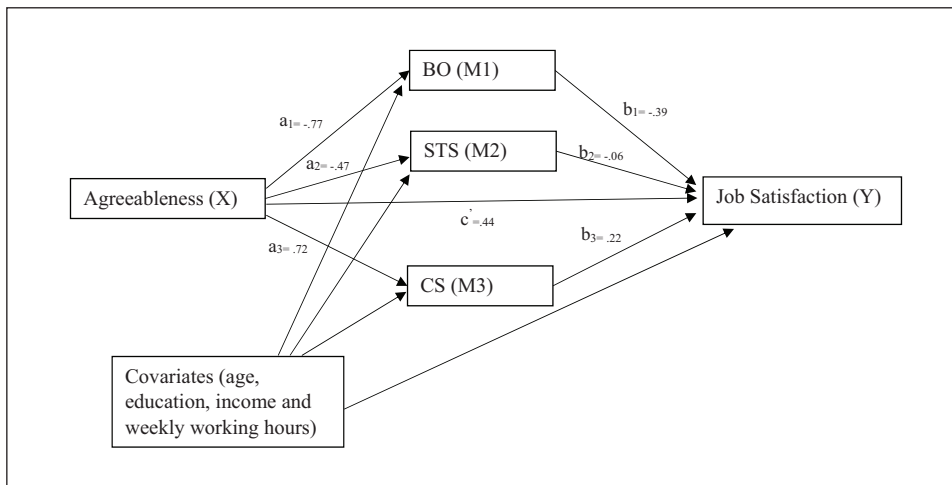 BO (M1)
a1= -.77
b1= -.39
a2= -.47
STS (M2)
b2= -.06
Agreeableness (X)
Job Satisfaction (Y)
c'=.44
a3= .72
b3= .22
CS (M3)
Covariates (age,
education, income and
weekly working hours)